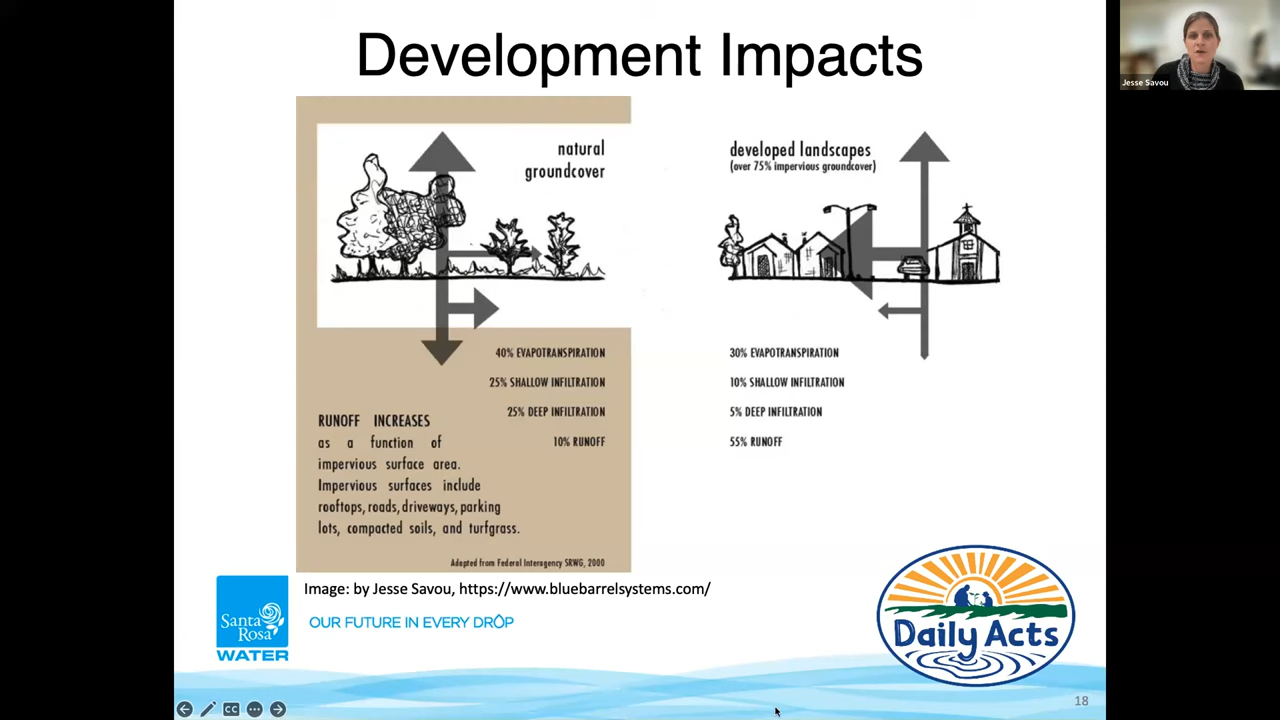 Development Impacts
Jesse Savou
natural
groundcover
developed landscapes
(over 75% impervious groundcover)
40% EVAPOTRANSPIRATION
25% SHALLOW INFILTRATION
25% DEEP INFILTRATION
10% RUNOFF
30% EVAPOTRANSPIRATION
10% SHALLOW INFILTRATION
5% DEEP INFILTRATION
55% RUNOFF
RUNOFF INCREASES
as a function of
impervious surface area.
Impervious surfaces include
rooftops, roads, driveways, parking
lots, compacted soils, and turfgrass.
Adapted from Federal Interagency SRWG, 2000
Image: by Jesse Savou, https://www.bluebarrelsystems.com/
Santa
Rosa
WATER
OUR FUTURE IN EVERY DROP
Daily Acts
CC
18